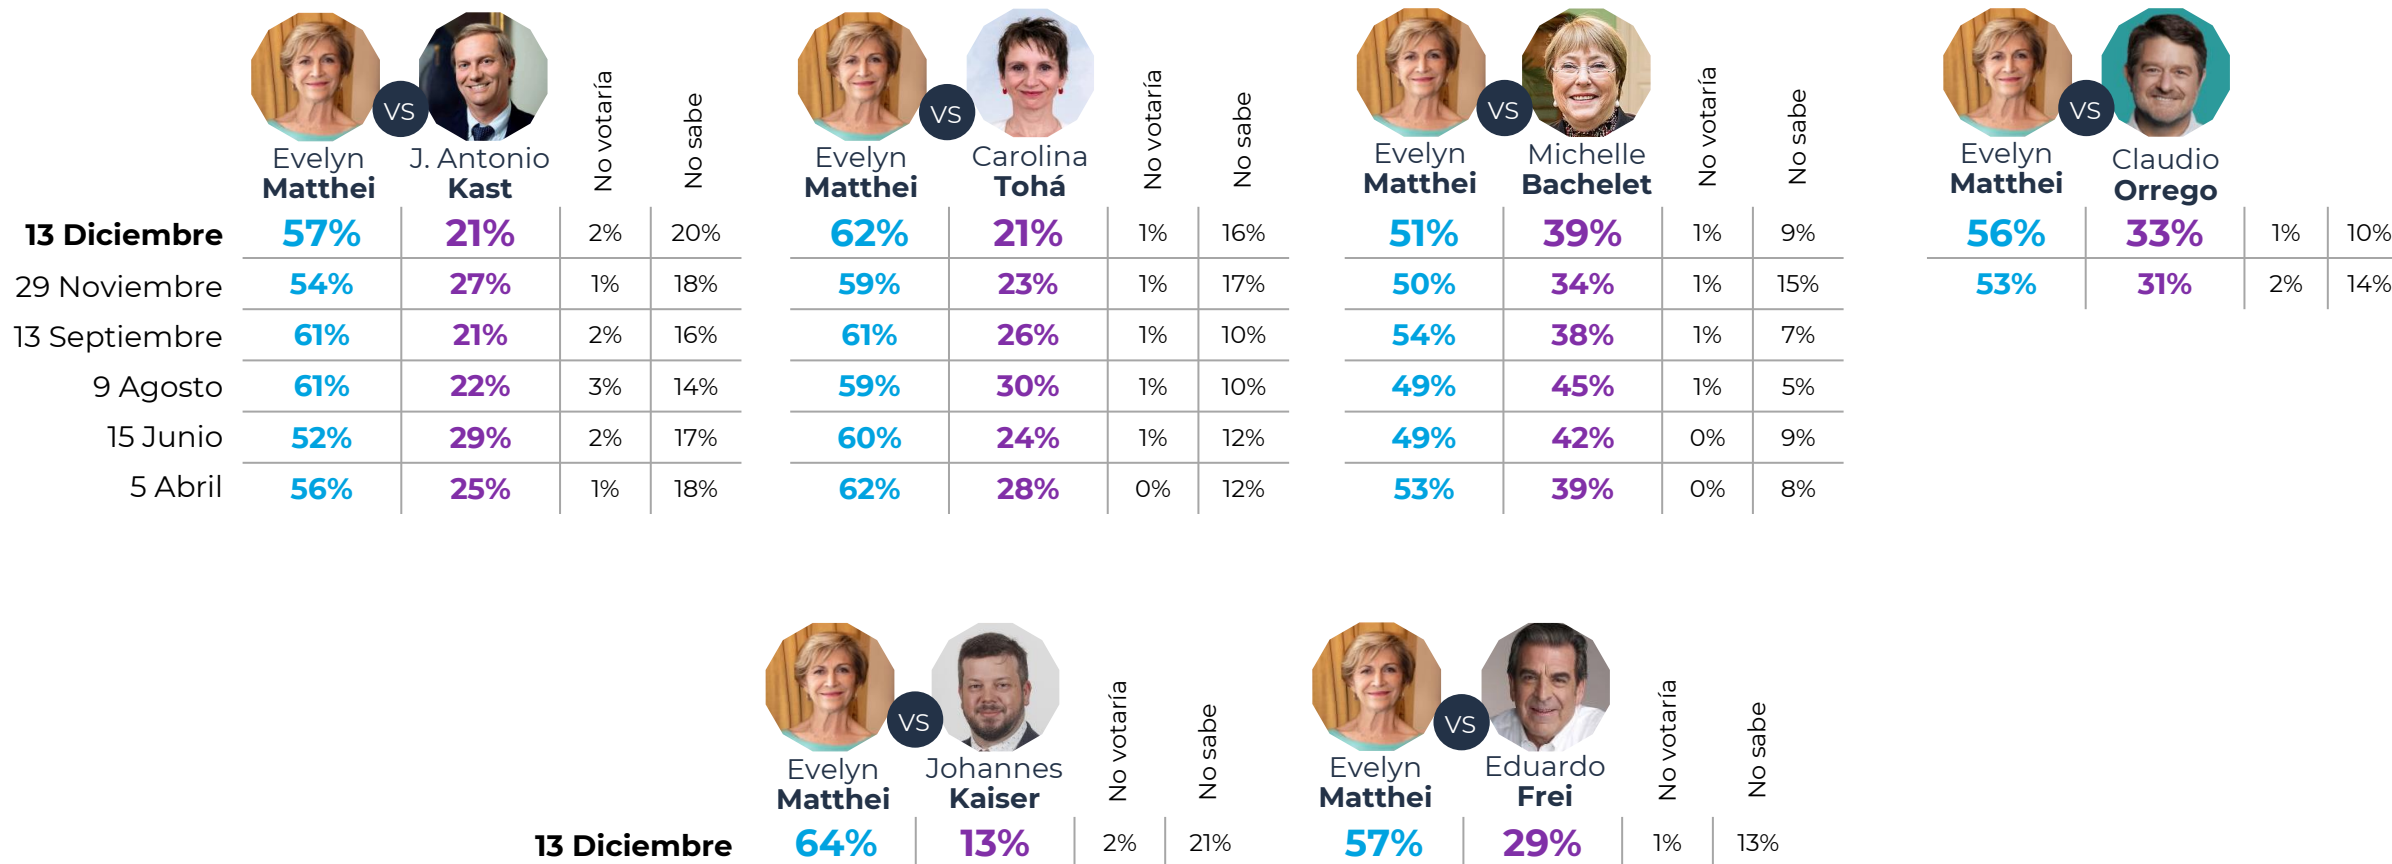 VS
Evelyn
Matthei
J. Antonio
Kast
No votaría
No sabe
VS
Evelyn
Matthei
Carolina
Tohá
No votaría
No sabe
VS
Evelyn
Matthei
Michelle
Bachelet
No votaría
No sabe
VS
Evelyn
Matthei
Claudio
Orrego
13 Diciembre 57% 21% 2% 20% 62% 21% 1% 16% 51% 39% 1% 9% 56% 33% 1% 10%
29 Noviembre 54% 27% 1% 18% 59% 23% 1% 17% 50% 34% 1% 15% 53% 31% 2% 14%
13 Septiembre 61% 21% 2% 16% 61% 26% 1% 10% 54% 38% 1% 7%
9 Agosto 61% 22% 3% 14% 59% 30% 1% 10% 49% 45% 1% 5%
15 Junio 52% 29% 2% 17% 60% 24% 1% 12% 49% 42% 0% 9%
5 Abril 56% 25% 1% 18% 62% 28% 0% 12% 53% 39% 0% 8%
VS
Evelyn
Matthei
Johannes
Kaiser
No votaría
No sabe
VS
Evelyn
Matthei
Eduardo
Frei
No votaría
No sabe
13 Diciembre 64% 13% 2% 21% 57% 29% 1% 13%